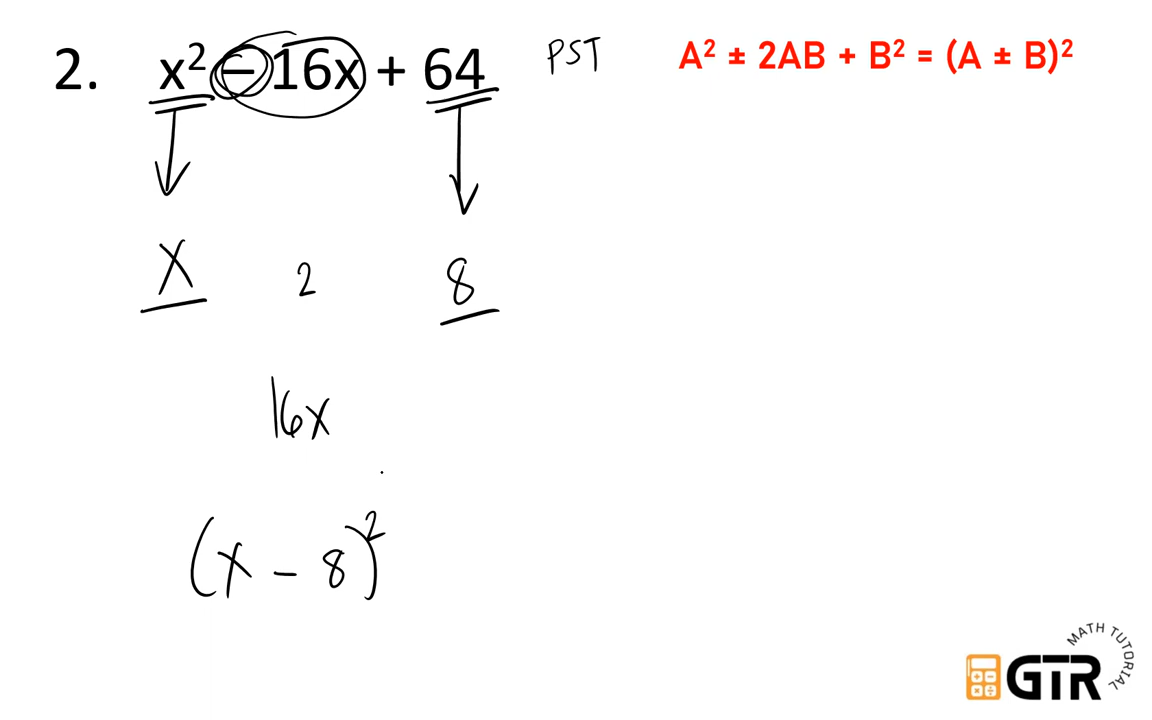 2. x² − 16x + 64 PST A² ± 2AB + B² = (A ± B)²
x 2 8
16x
(x − 8)²
MATH TUTORIAL
GTR